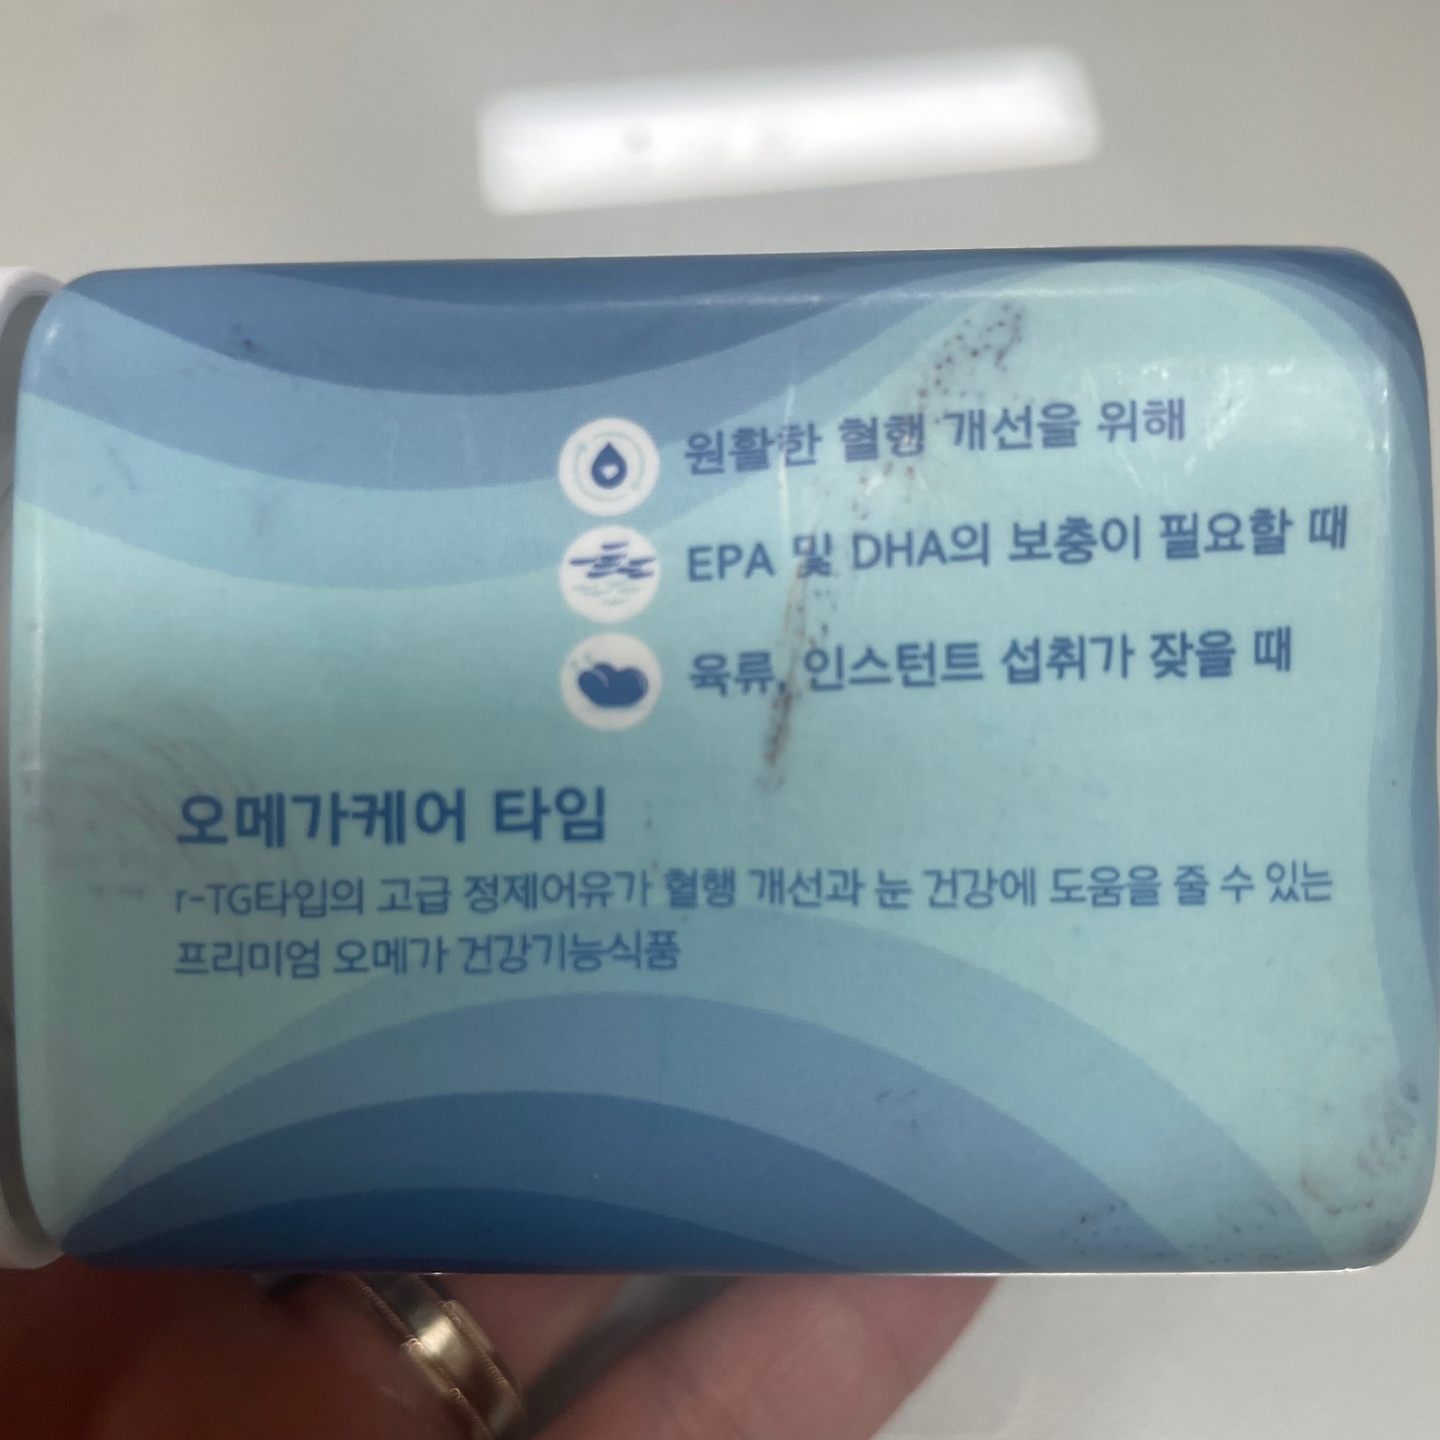 원활한 혈행 개선을 위해
EPA 및 DHA의 보충이 필요할 때
육류, 인스턴트 섭취가 잦을 때
오메가케어 타임
r-TG타입의 고급 정제어유가 혈행 개선과 눈 건강에 도움을 줄 수 있는
프리미엄 오메가 건강기능식품